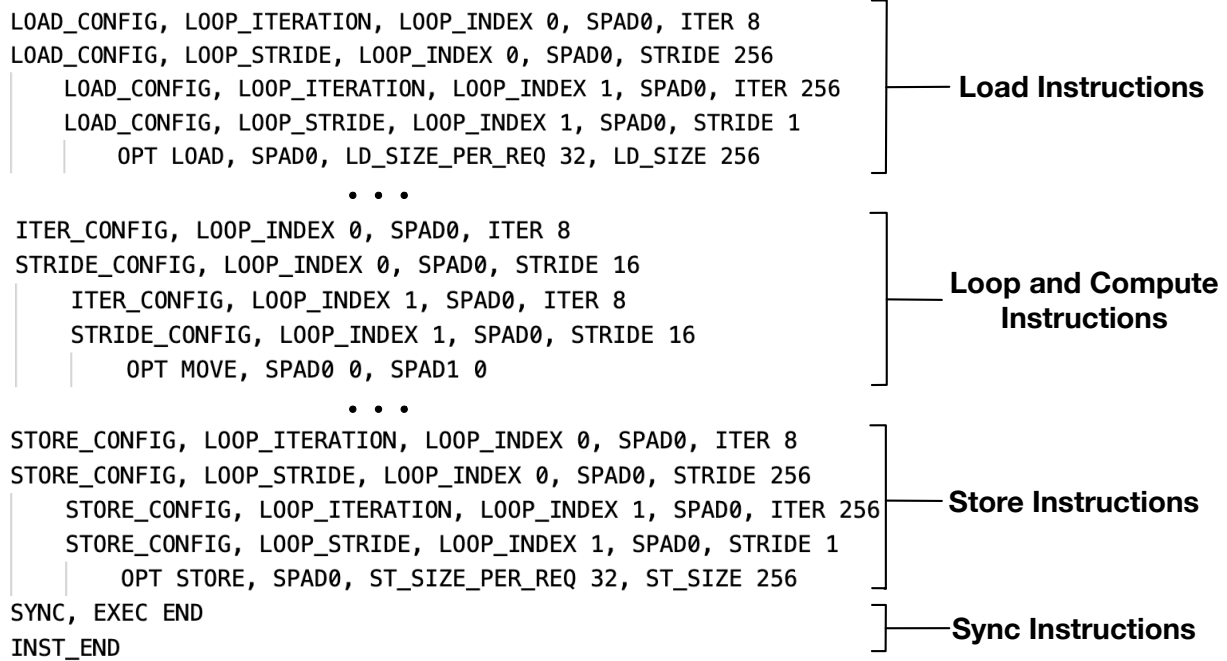 LOAD_CONFIG, LOOP_ITERATION, LOOP_INDEX 0, SPAD0, ITER 8
LOAD_CONFIG, LOOP_STRIDE, LOOP_INDEX 0, SPAD0, STRIDE 256
LOAD_CONFIG, LOOP_ITERATION, LOOP_INDEX 1, SPAD0, ITER 256
LOAD_CONFIG, LOOP_STRIDE, LOOP_INDEX 1, SPAD0, STRIDE 1
OPT LOAD, SPAD0, LD_SIZE_PER_REQ 32, LD_SIZE 256
Load Instructions
. . .
ITER_CONFIG, LOOP_INDEX 0, SPAD0, ITER 8
STRIDE_CONFIG, LOOP_INDEX 0, SPAD0, STRIDE 16
ITER_CONFIG, LOOP_INDEX 1, SPAD0, ITER 8
STRIDE_CONFIG, LOOP_INDEX 1, SPAD0, STRIDE 16
OPT MOVE, SPAD0 0, SPAD1 0
Loop and Compute
Instructions
. . .
STORE_CONFIG, LOOP_ITERATION, LOOP_INDEX 0, SPAD0, ITER 8
STORE_CONFIG, LOOP_STRIDE, LOOP_INDEX 0, SPAD0, STRIDE 256
STORE_CONFIG, LOOP_ITERATION, LOOP_INDEX 1, SPAD0, ITER 256
STORE_CONFIG, LOOP_STRIDE, LOOP_INDEX 1, SPAD0, STRIDE 1
OPT STORE, SPAD0, ST_SIZE_PER_REQ 32, ST_SIZE 256
Store Instructions
SYNC, EXEC END
INST_END
Sync Instructions